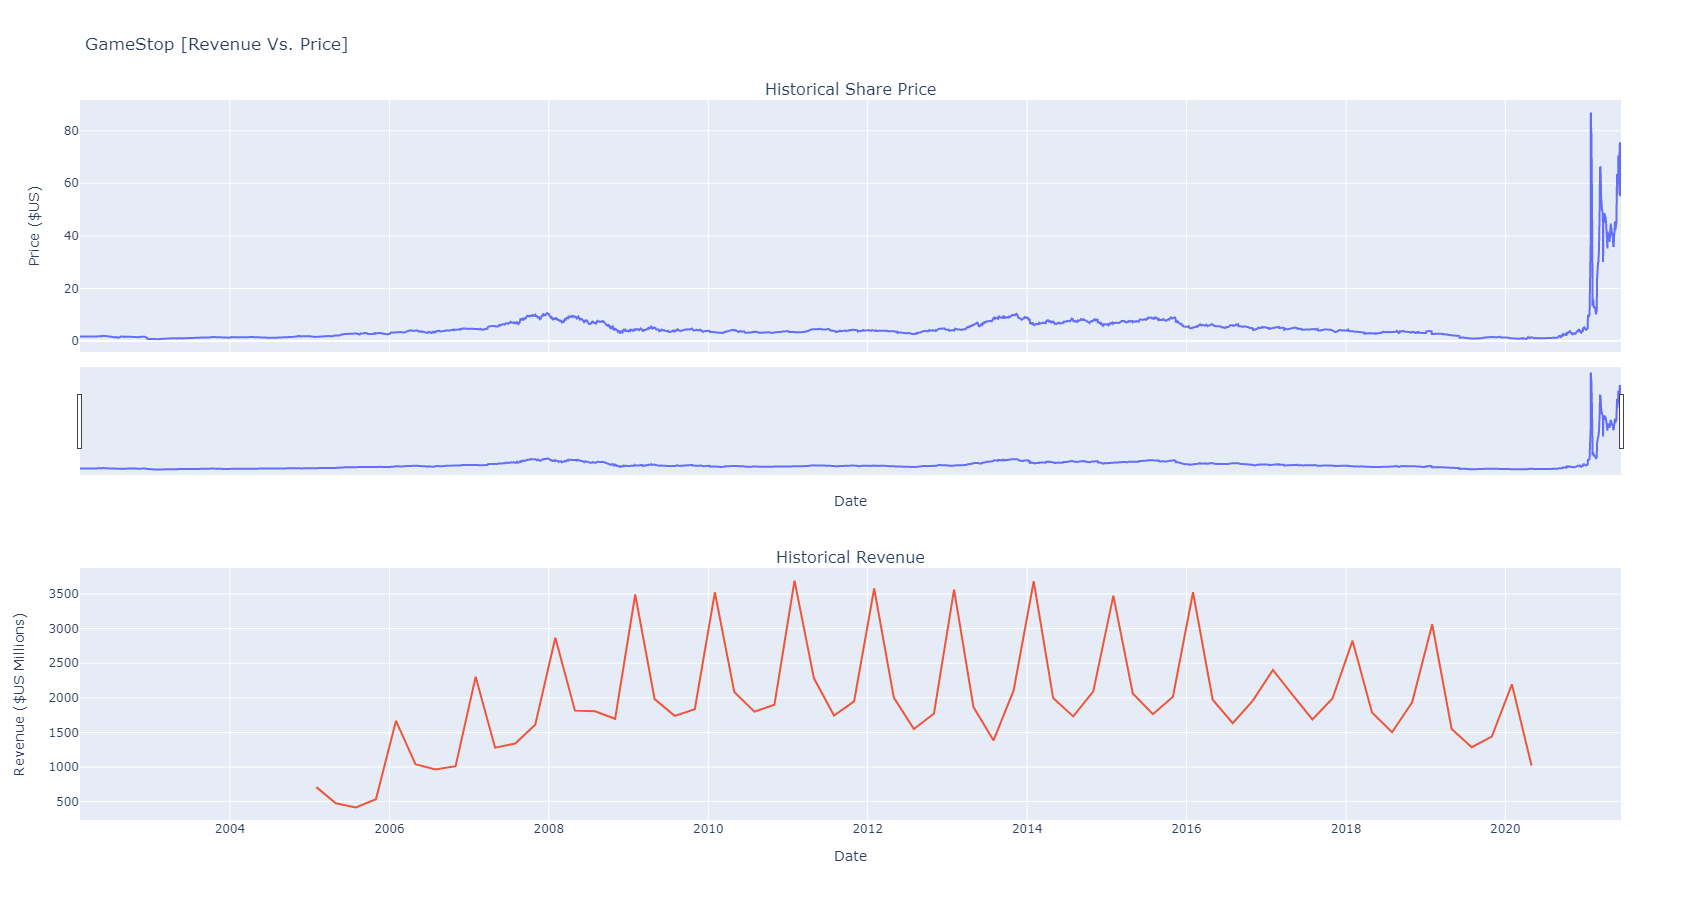 GameStop [Revenue Vs. Price]
Historical Share Price
80
60
40
20
0
Price ($US)
Date
Historical Revenue
3500
3000
2500
2000
1500
1000
500
Revenue ($US Millions)
2004 2006 2008 2010 2012 2014 2016 2018 2020
Date